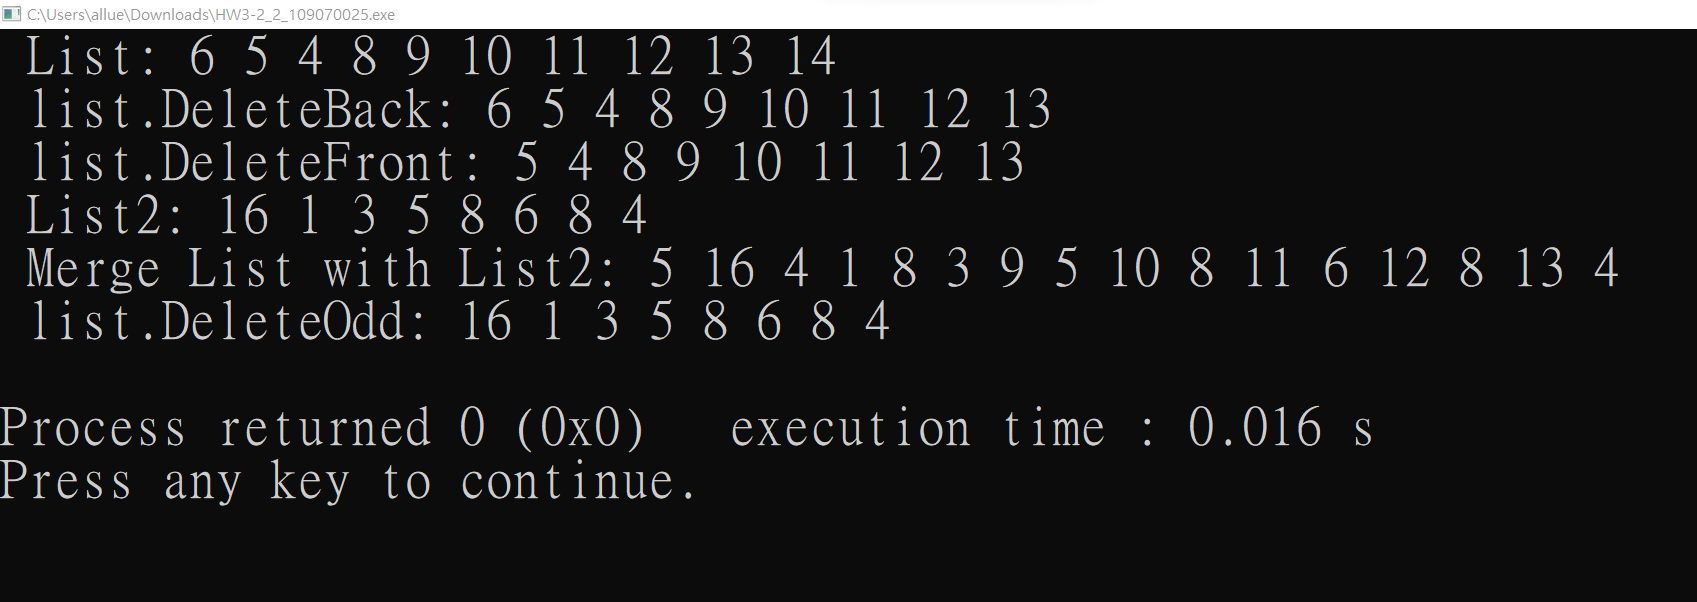 C:\Users\allue\Downloads\HW3-2_2_109070025.exe
List: 6 5 4 8 9 10 11 12 13 14
list.DeleteBack: 6 5 4 8 9 10 11 12 13
list.DeleteFront: 5 4 8 9 10 11 12 13
List2: 16 1 3 5 8 6 8 4
Merge List with List2: 5 16 4 1 8 3 9 5 10 8 11 6 12 8 13 4
list.DeleteOdd: 16 1 3 5 8 6 8 4
Process returned 0 (0x0)   execution time : 0.016 s
Press any key to continue.